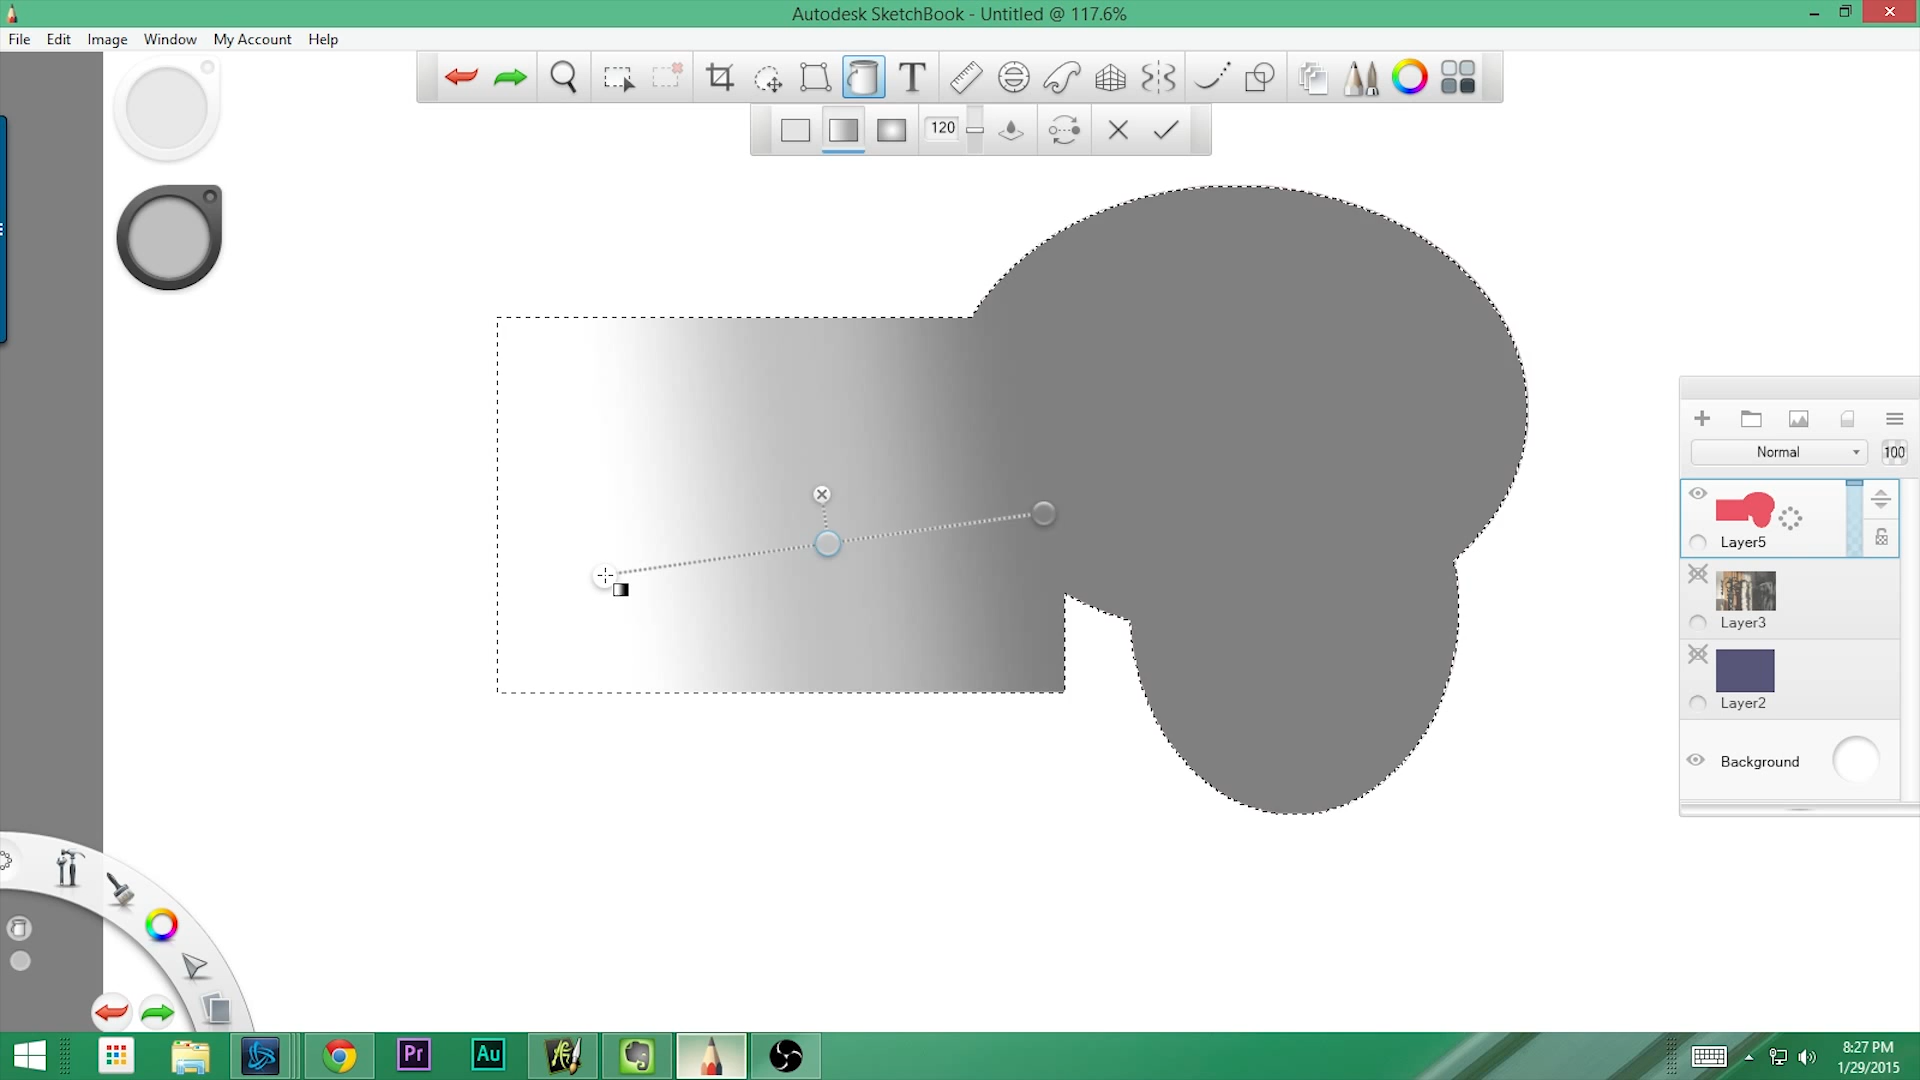 Autodesk SketchBook - Untitled @ 117.6%
File Edit Image Window My Account Help
T
120
Normal 100
Layer5
Layer3
Layer2
Background
Pr Au
8:27 PM
1/29/2015